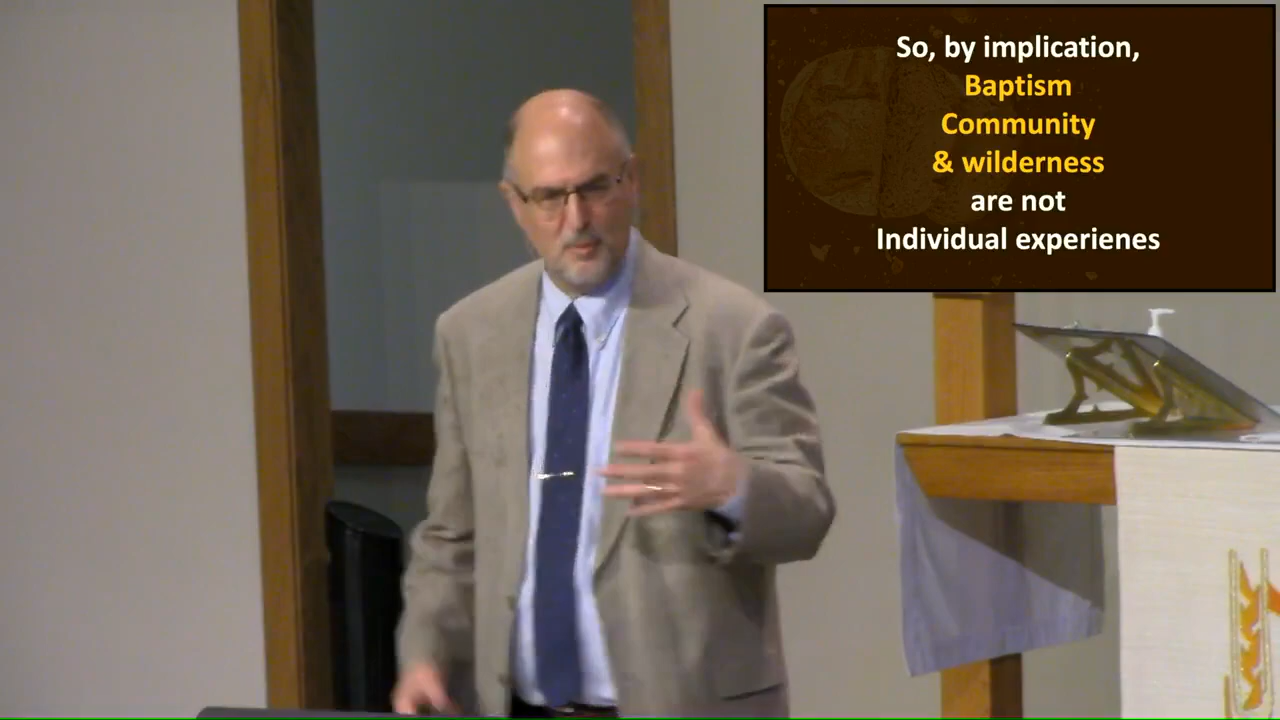 So, by implication,
Baptism
Community
& wilderness
are not
Individual experienes